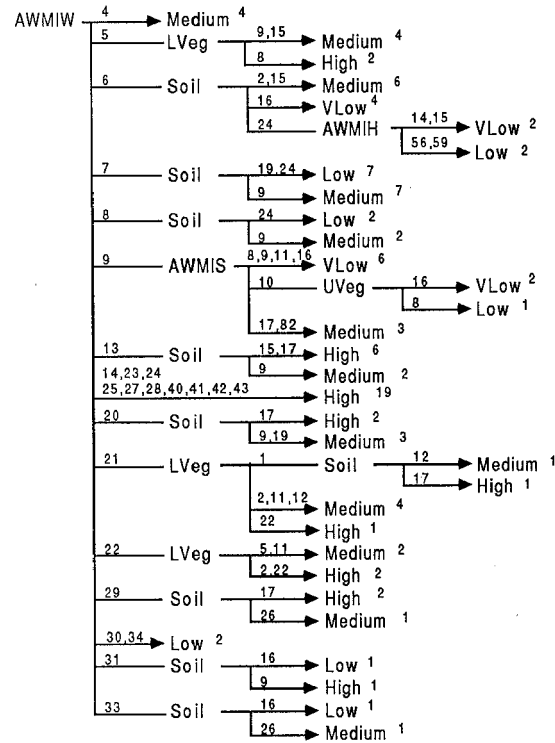 AWMIW 4 Medium 4
5 LVeg 9,15 Medium 4
8 High 2
6 Soil 2,15 Medium 6
16 VLow 4
24 AWMIH 14,15 VLow 2
56,59 Low 2
7 Soil 19.24 Low 7
9 Medium 7
8 Soil 24 Low 2
9 Medium 2
9 AWMIS 8,9,11,16 VLow 6
10 UVeg 16 VLow 2
8 Low 1
17,82 Medium 3
13 Soil 15,17 High 6
9 Medium 2
14,23,24
25,27,28,40,41,42,43 High 19
20 Soil 17 High 2
9,19 Medium 3
21 LVeg 1 Soil 12 Medium 1
17 High 1
2,11,12 Medium 4
22 High 1
22 LVeg 5,11 Medium 2
2,22 High 2
29 Soil 17 High 2
26 Medium 1
30,34 Low 2
31 Soil 16 Low 1
9 High 1
33 Soil 16 Low 1
26 Medium 1